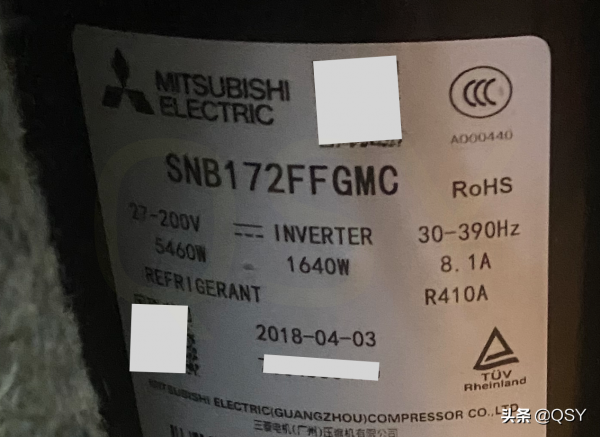 MITSUBISHI
ELECTRIC
A000440
SNB172FFGMC
RoHS
27-200V INVERTER 30-390Hz
5460W 1640W 8.1A
REFRIGERANT R410A
2018-04-03
TÜV
Rheinland
MITSUBISHI ELECTRIC(GUANGZHOU)COMPRESSOR CO.,LTD.
三菱电机(广州)压缩机有限公司
头条 @QSY